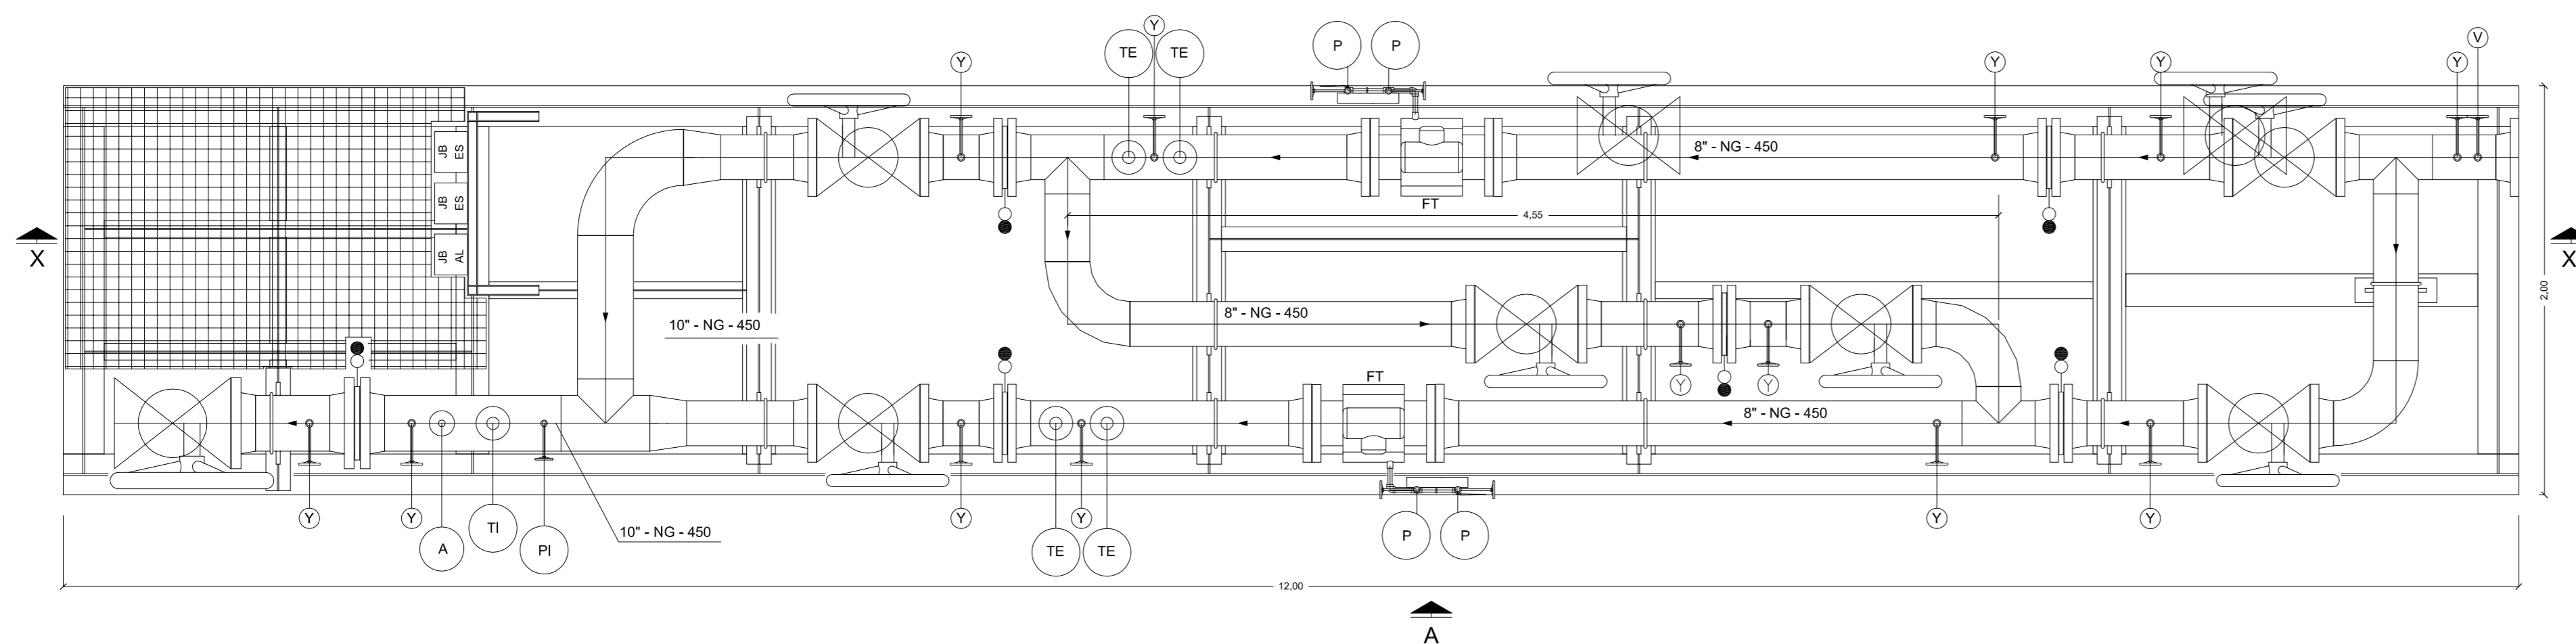 Y
V
TE
TE
P
P
Y
Y
Y
Y
JB
ES
8" - NG - 450
JB
ES
FT
4,55
JB
AL
X
X
2,00
8" - NG - 450
10" - NG - 450
FT
Y
Y
8" - NG - 450
Y
Y
Y
Y
Y
Y
10" - NG - 450
A
TI
PI
TE
TE
P
P
12,00
A